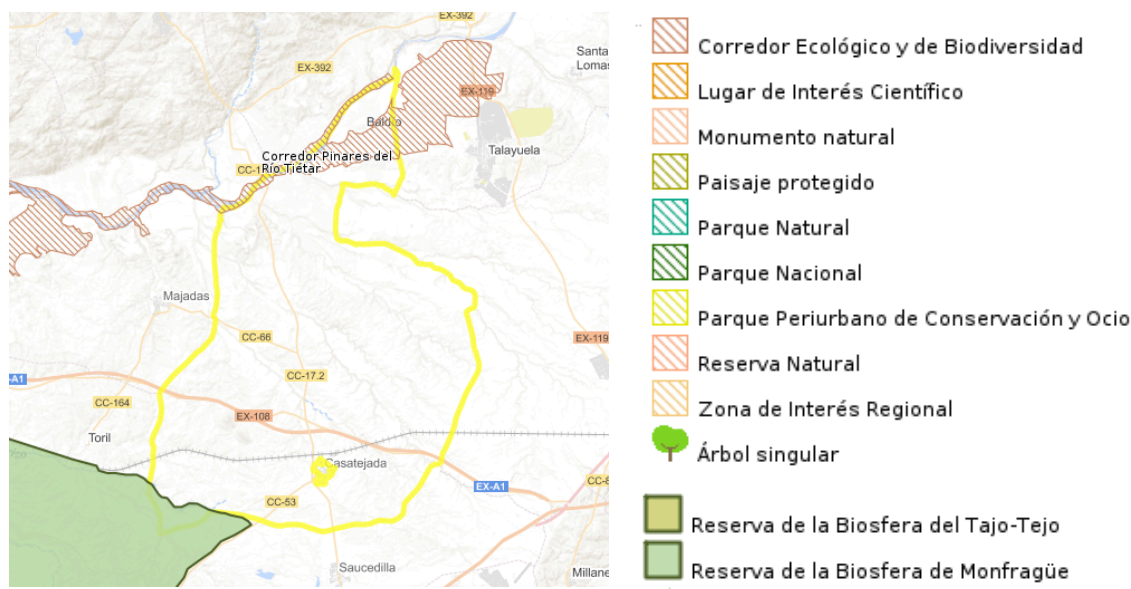 EX-392
Santa
Lomas
EX-392
EX-119
Baldío
Talayuela
Corredor Pinares del
Río Tiétar
CC-1
Majadas
CC-66
EX-119
CC-17.2
-A1
CC-164
EX-108
Toril
Casatejada
EX-A1
CC-5
CC-53
Saucedilla
Millane
Corredor Ecológico y de Biodiversidad
Lugar de Interés Científico
Monumento natural
Paisaje protegido
Parque Natural
Parque Nacional
Parque Periurbano de Conservación y Ocio
Reserva Natural
Zona de Interés Regional
Árbol singular
Reserva de la Biosfera del Tajo-Tejo
Reserva de la Biosfera de Monfragüe